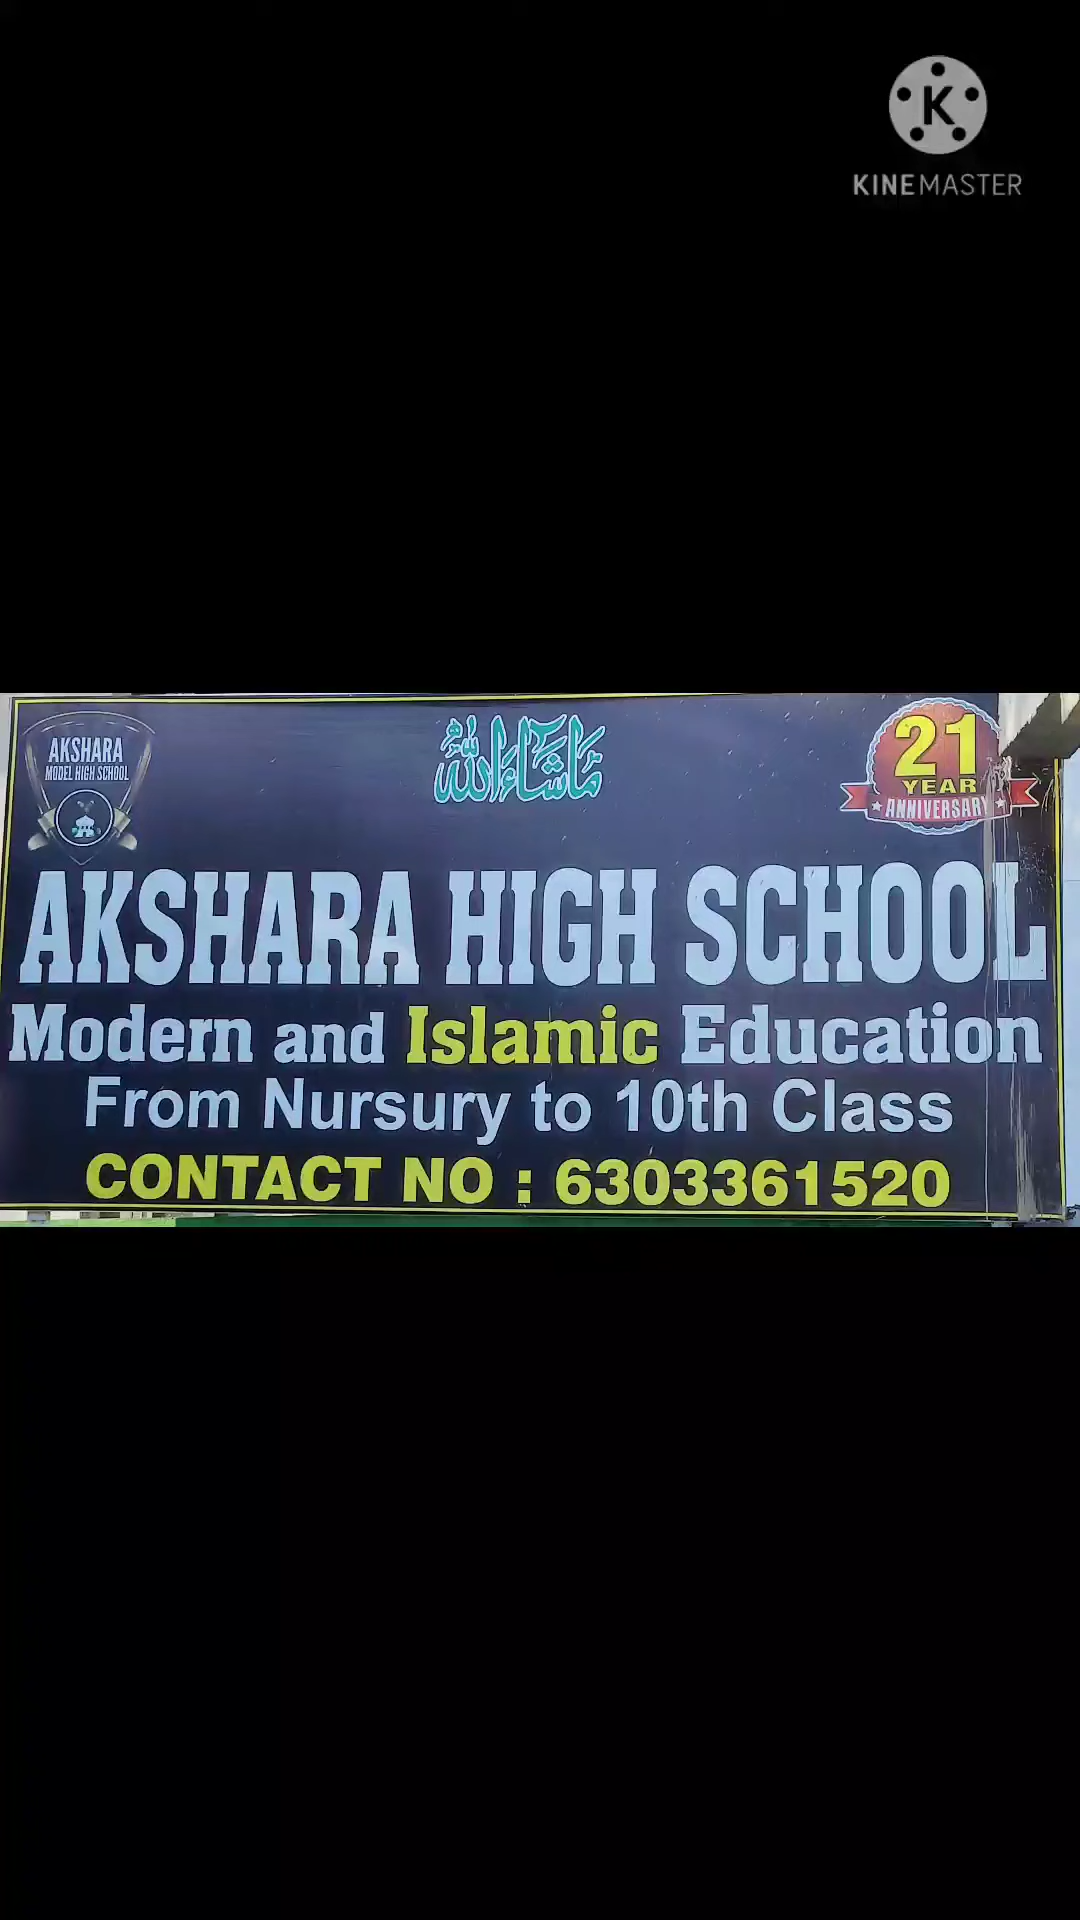 KINEMASTER
AKSHARA
MODEL HIGH SCHOOL
ماشاءالله
21
YEAR
ANNIVERSARY
AKSHARA HIGH SCHOOL
Modern and Islamic Education
From Nursury to 10th Class
CONTACT NO : 6303361520